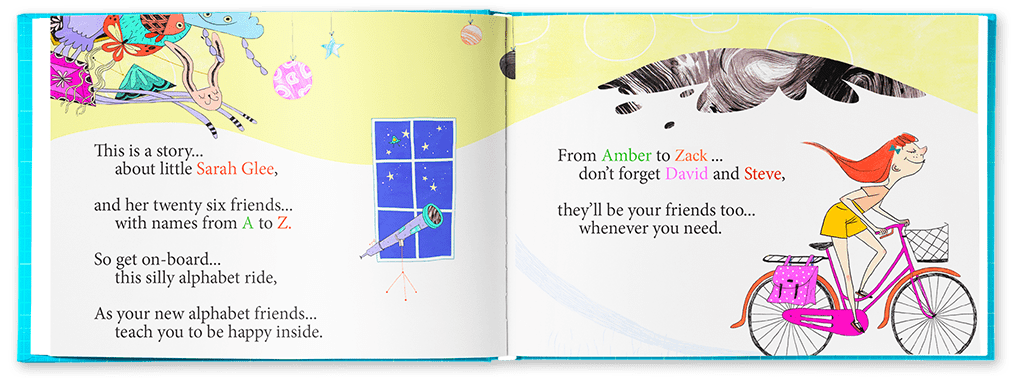 This is a story...
about little Sarah Glee,
and her twenty six friends...
with names from A to Z.
So get on-board...
this silly alphabet ride,
As your new alphabet friends...
teach you to be happy inside.
From Amber to Zack ...
don't forget David and Steve,
they'll be your friends too...
whenever you need.